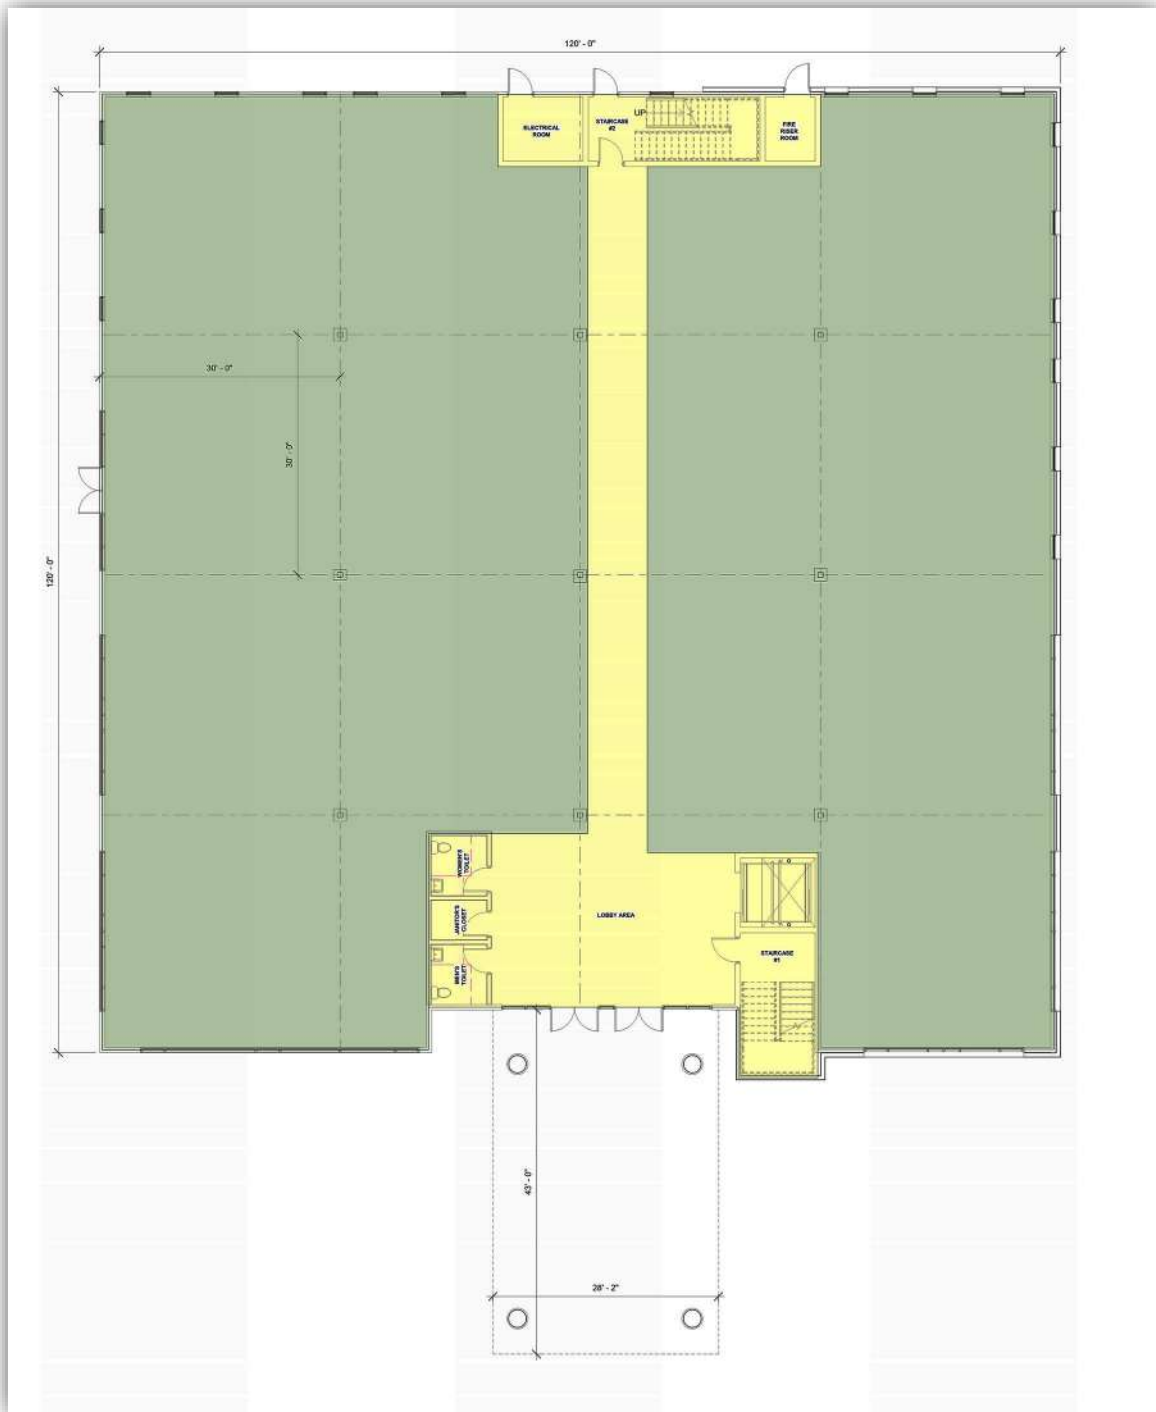 120' - 0"
ELECTRICAL
ROOM
STAIRCASE
#2
UP
FIRE
RISER
ROOM
30' - 0"
30' - 0"
120' - 0"
WOMEN'S
TOILET
JANITOR'S
CLOSET
MEN'S
TOILET
LOBBY AREA
STAIRCASE
#1
43' - 0"
28' - 2"